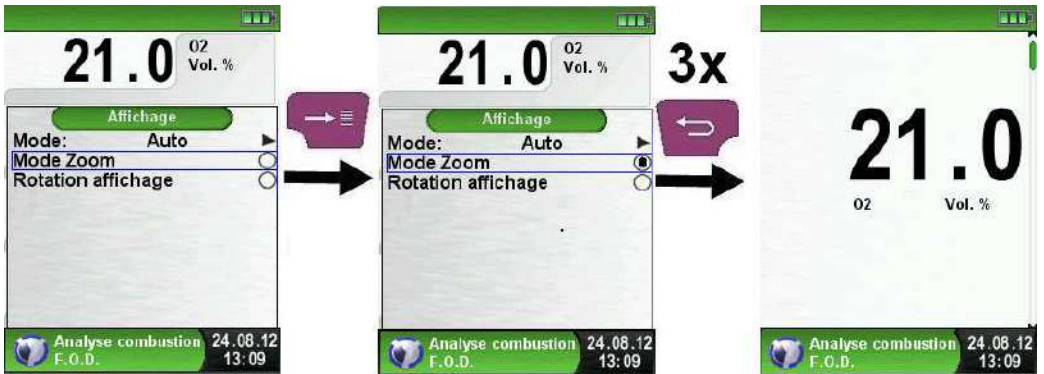 21.0 O2
Vol. %
Affichage
Mode: Auto
Mode Zoom
Rotation affichage
Analyse combustion 24.08.12
F.O.D. 13:09
21.0 O2
Vol. %
Affichage
Mode: Auto
Mode Zoom
Rotation affichage
Analyse combustion 24.08.12
F.O.D. 13:09
3x
21.0
O2 Vol. %
Analyse combustion 24.08.12
F.O.D. 13:09